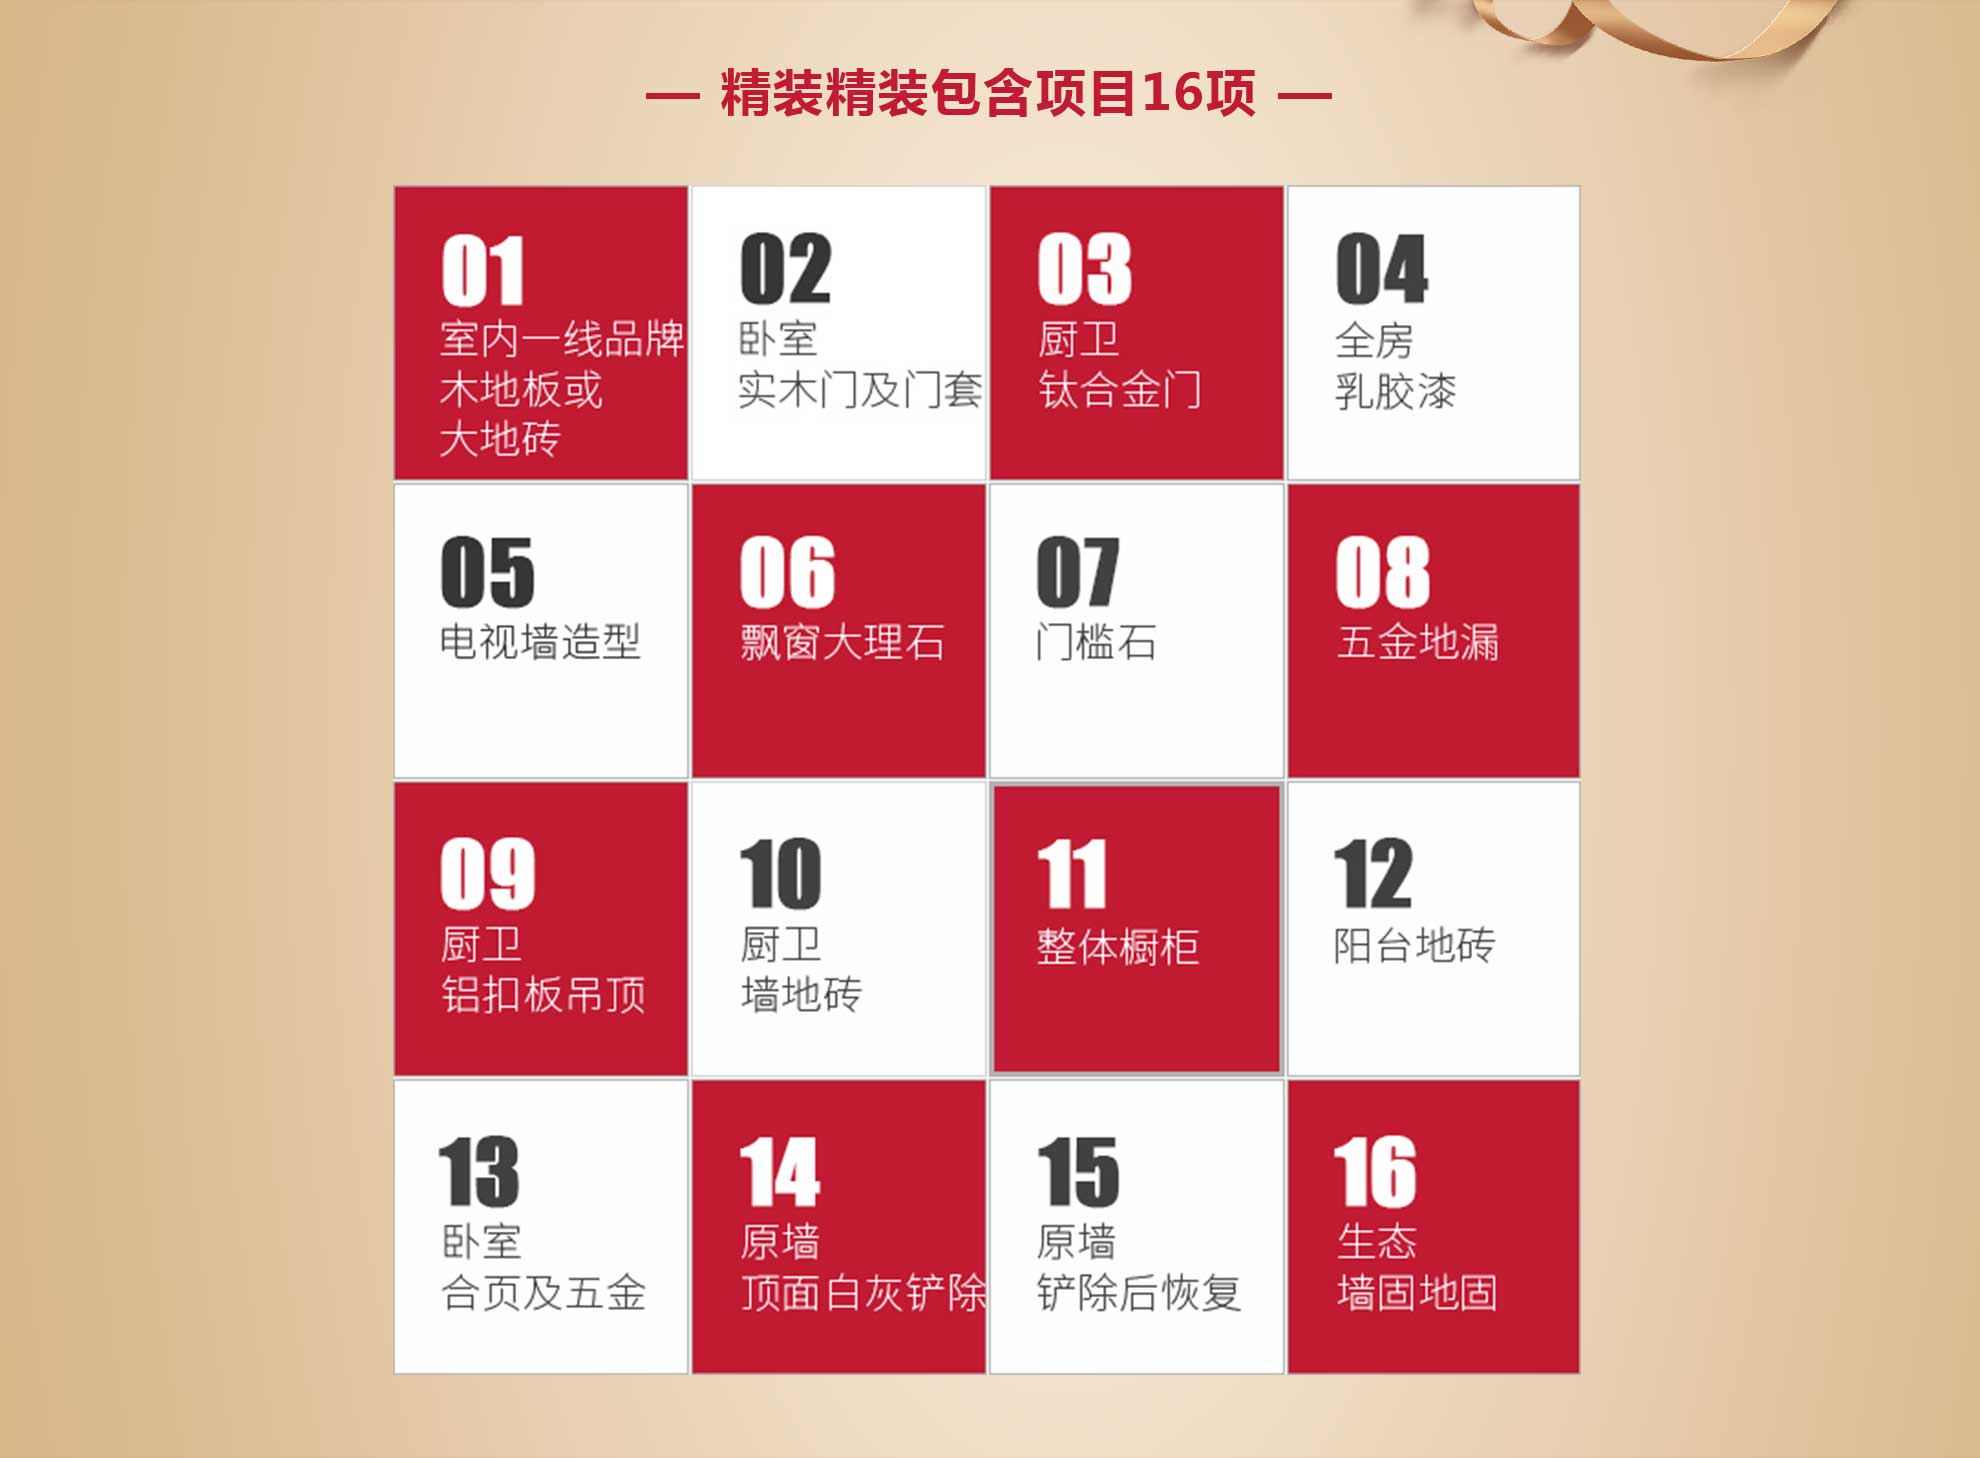 — 精装精装包含项目16项 —
01
室内一线品牌
木地板或
大地砖
02
卧室
实木门及门套
03
厨卫
钛合金门
04
全房
乳胶漆
05
电视墙造型
06
飘窗大理石
07
门槛石
08
五金地漏
09
厨卫
铝扣板吊顶
10
厨卫
墙地砖
11
整体橱柜
12
阳台地砖
13
卧室
合页及五金
14
原墙
顶面白灰铲除
15
原墙
铲除后恢复
16
生态
墙固地固